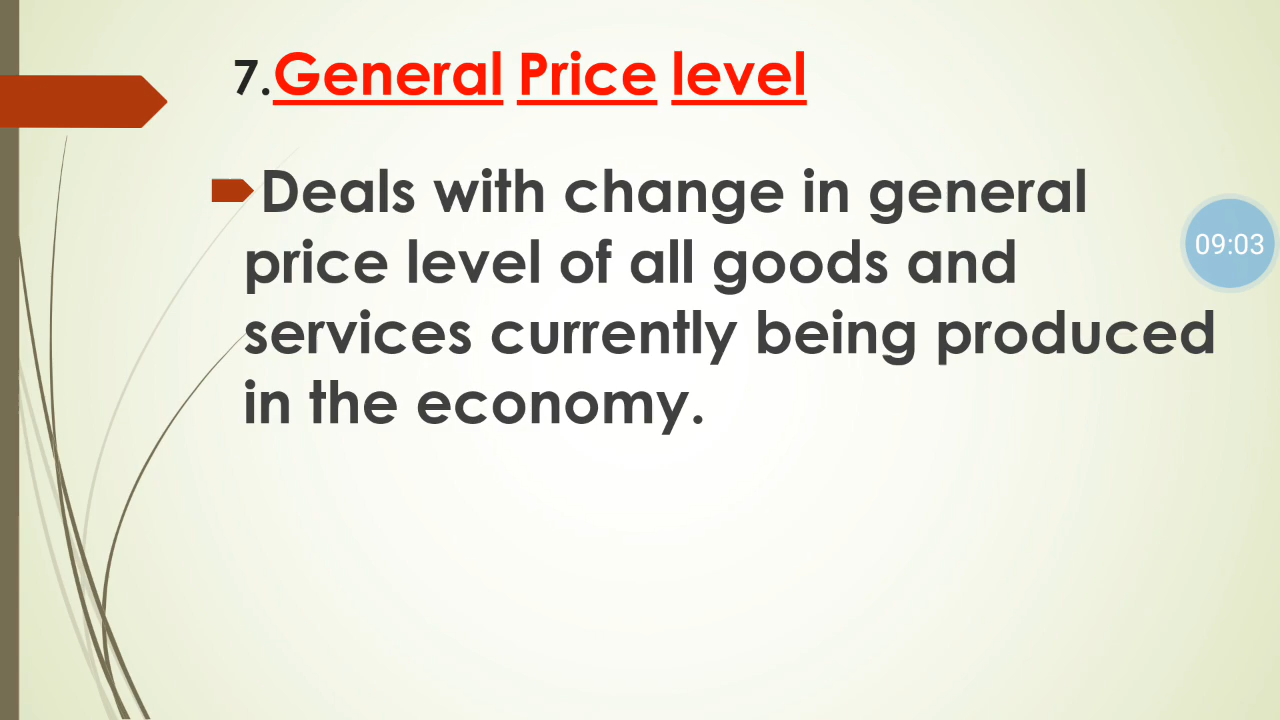 7.General Price level
Deals with change in general
price level of all goods and
services currently being produced
in the economy.
09:03